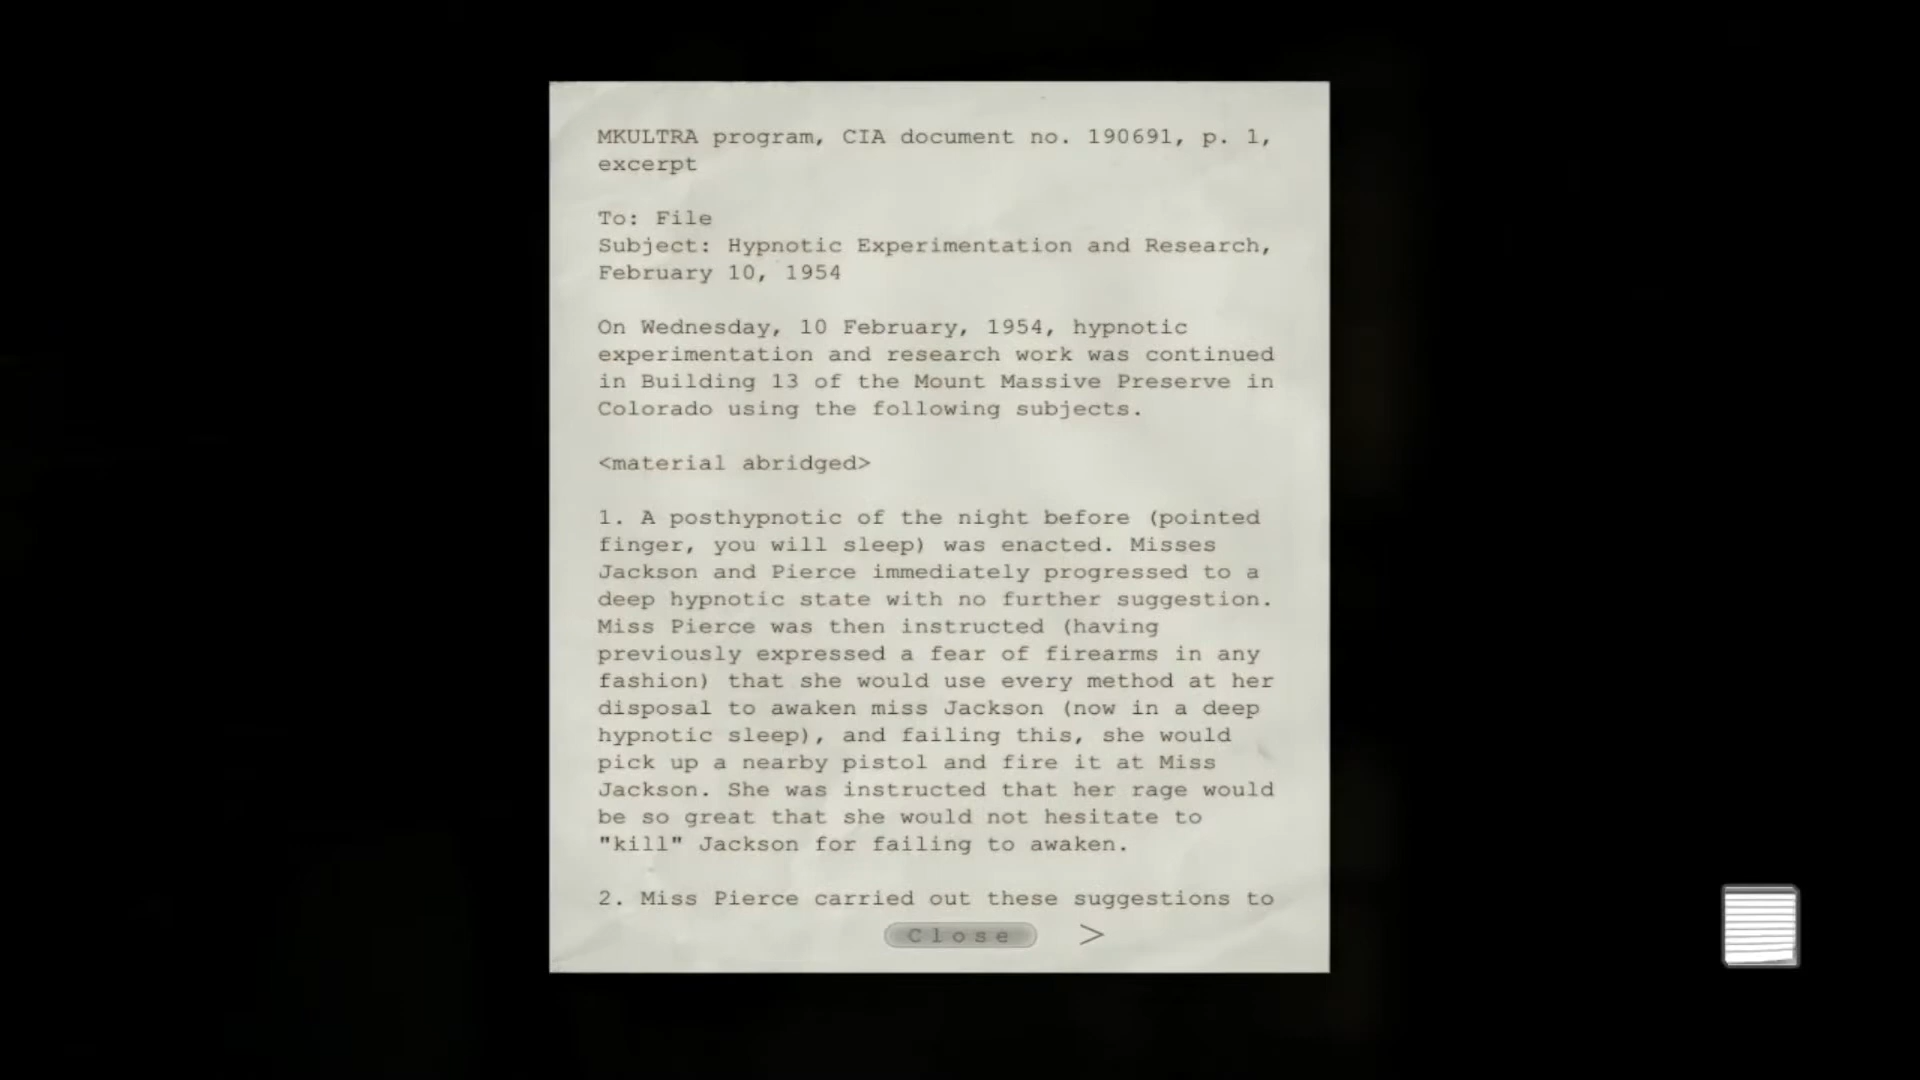 MKULTRA program, CIA document no. 190691, p. 1,
excerpt
To: File
Subject: Hypnotic Experimentation and Research,
February 10, 1954
On Wednesday, 10 February, 1954, hypnotic
experimentation and research work was continued
in Building 13 of the Mount Massive Preserve in
Colorado using the following subjects.
<material abridged>
1. A posthypnotic of the night before (pointed
finger, you will sleep) was enacted. Misses
Jackson and Pierce immediately progressed to a
deep hypnotic state with no further suggestion.
Miss Pierce was then instructed (having
previously expressed a fear of firearms in any
fashion) that she would use every method at her
disposal to awaken miss Jackson (now in a deep
hypnotic sleep), and failing this, she would
pick up a nearby pistol and fire it at Miss
Jackson. She was instructed that her rage would
be so great that she would not hesitate to
"kill" Jackson for failing to awaken.
2. Miss Pierce carried out these suggestions to
Close >